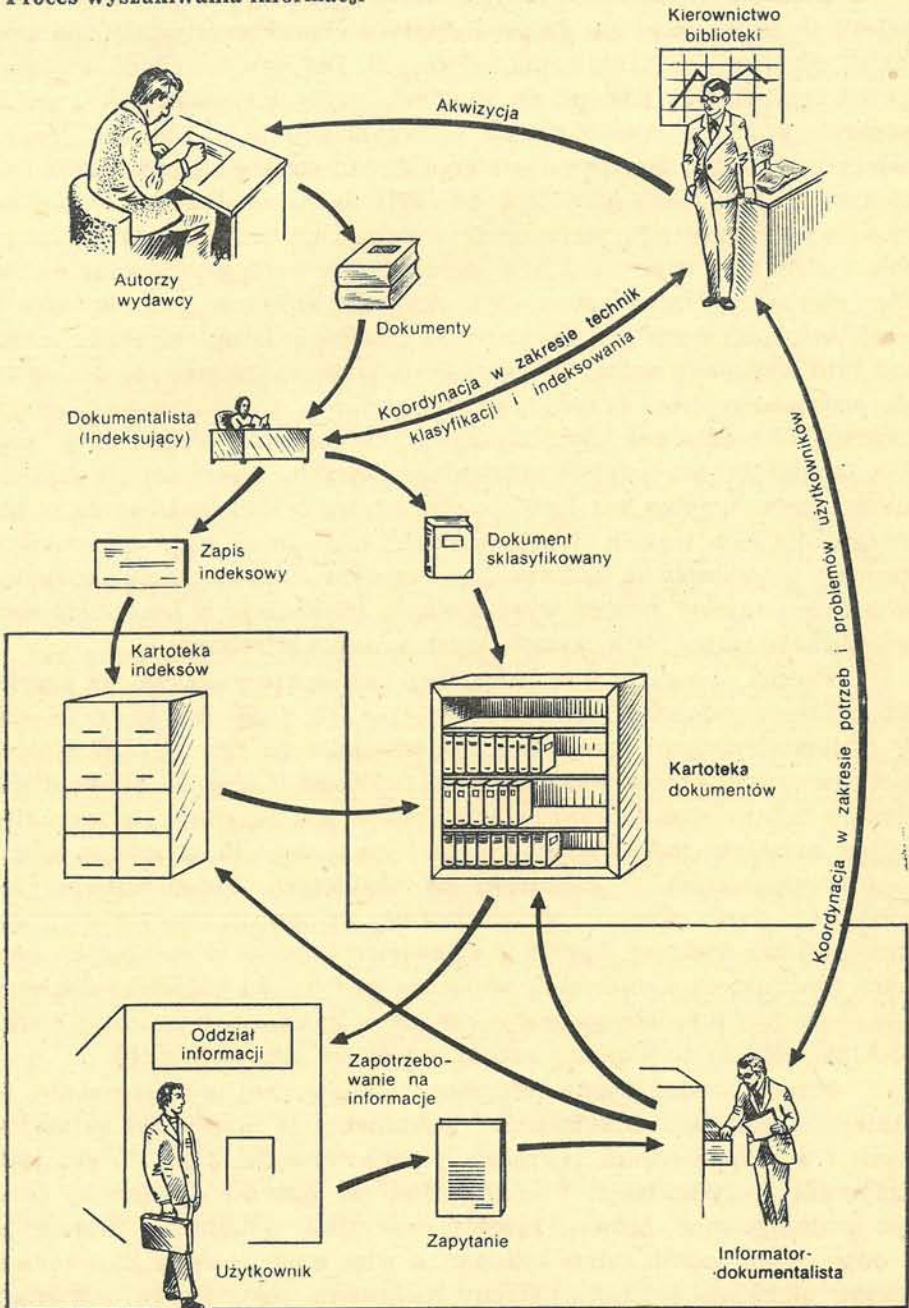 Proces wyszukiwania informacji
Kierownictwo
biblioteki
Akwizycja
Autorzy
wydawcy
Dokumenty
Koordynacja w zakresie technik
klasyfikacji i indeksowania
Dokumentalista
(Indeksujący)
Zapis
indeksowy
Dokument
sklasyfikowany
Koordynacja w zakresie potrzeb i problemów użytkowników
Kartoteka
indeksów
Kartoteka
dokumentów
Oddział
informacji
Zapotrzebo-
wanie na
informacje
Zapytanie
Użytkownik
Informator-
-dokumentalista